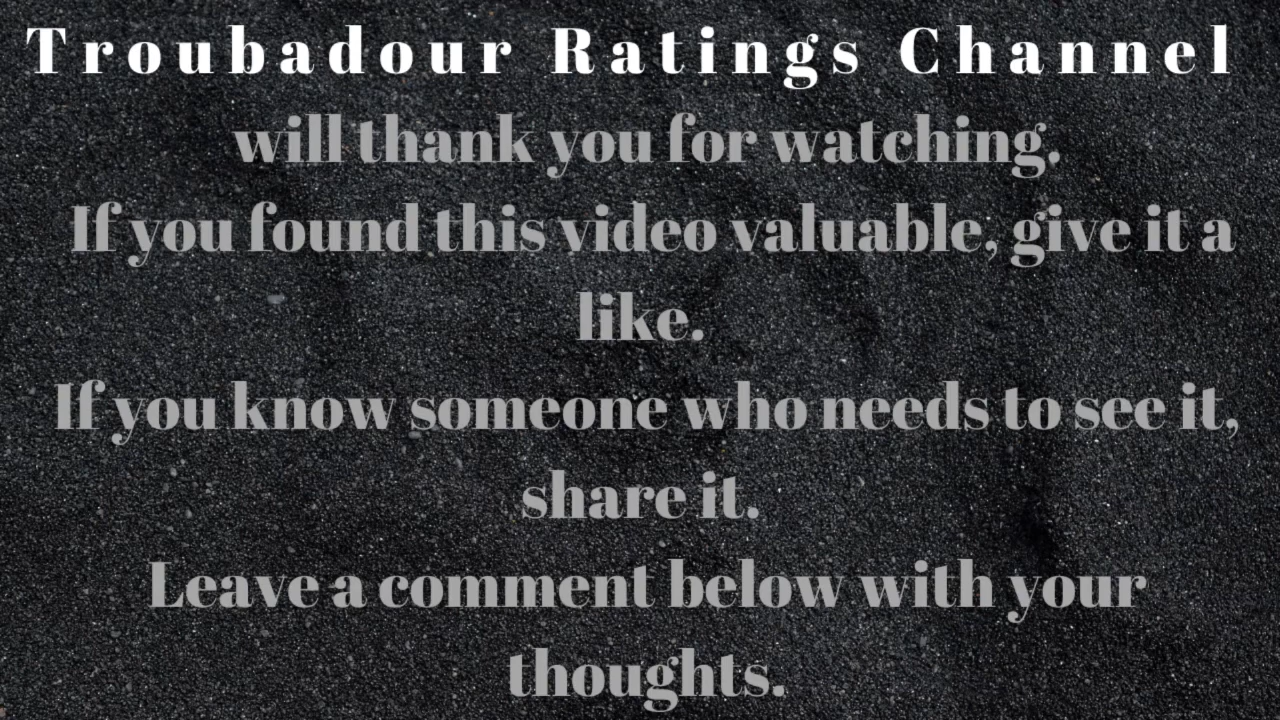 Troubadour Ratings Channel
will thank you for watching.
If you found this video valuable, give it a
like.
If you know someone who needs to see it,
share it.
Leave a comment below with your
thoughts.